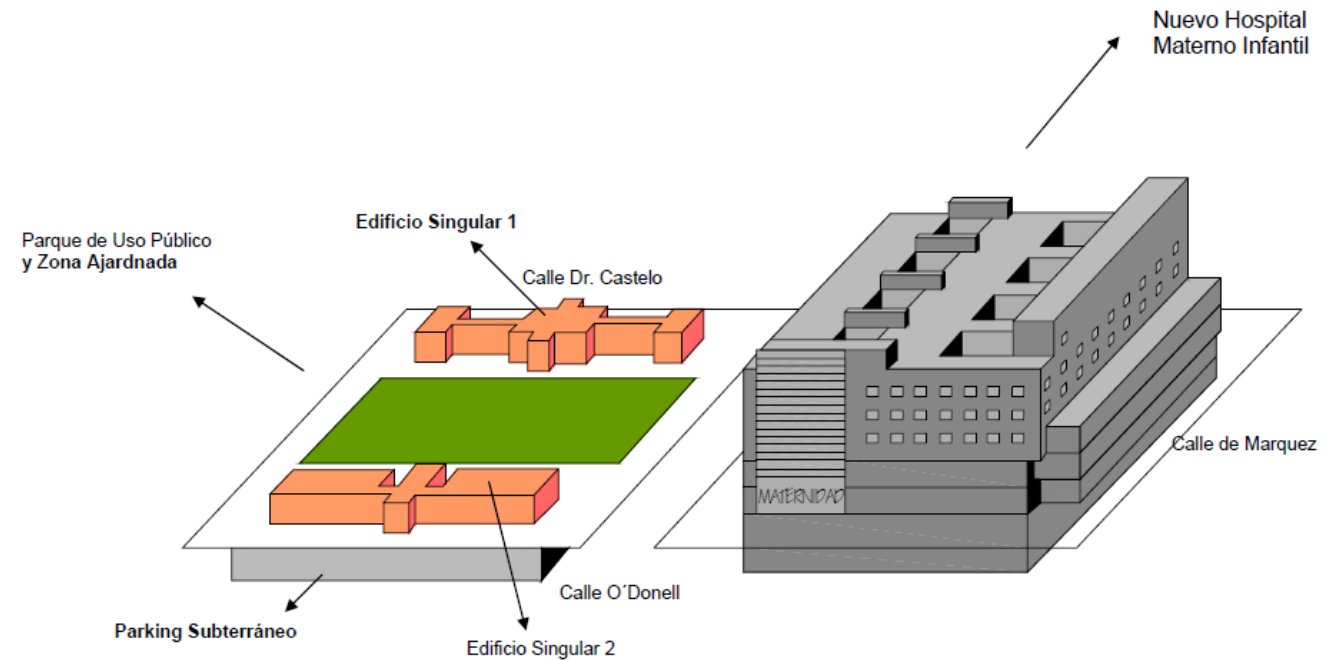 Nuevo Hospital
Materno Infantil
Edificio Singular 1
Parque de Uso Público
y Zona Ajardnada
Calle Dr. Castelo
Calle de Marquez
MATERNIDAD
Calle O´Donell
Parking Subterráneo
Edificio Singular 2